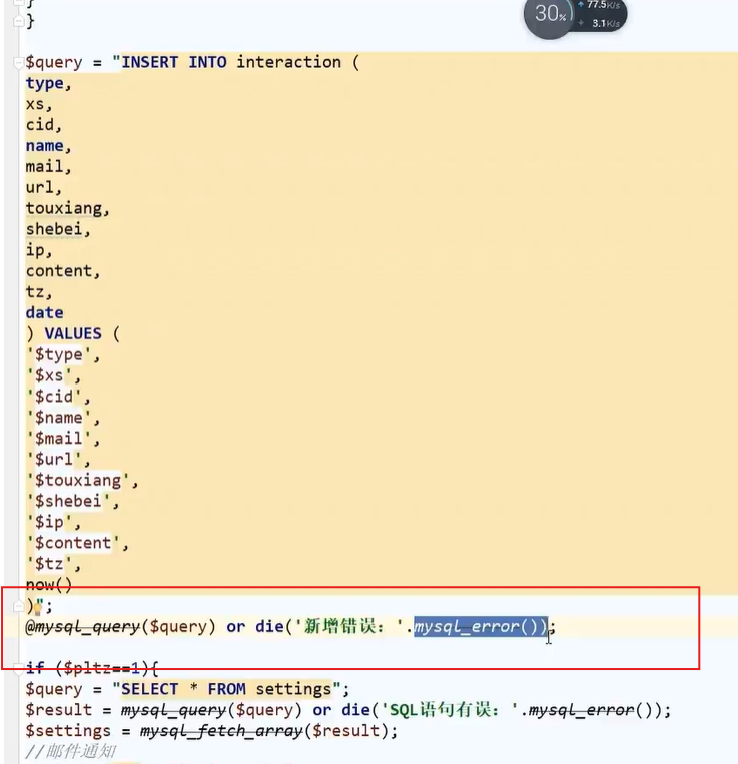 }
}
30%
77.5K/s
3.1K/s
$query = "INSERT INTO interaction (
type,
xs,
cid,
name,
mail,
url,
touxiang,
shebei,
ip,
content,
tz,
date
) VALUES (
'$type',
'$xs',
'$cid',
'$name',
'$mail',
'$url',
'$touxiang',
'$shebei',
'$ip',
'$content',
'$tz',
now()
)";
@mysql_query($query) or die('新增错误：'.mysql_error());
if ($pltz==1){
$query = "SELECT * FROM settings";
$result = mysql_query($query) or die('SQL语句有误：'.mysql_error());
$settings = mysql_fetch_array($result);
//邮件通知